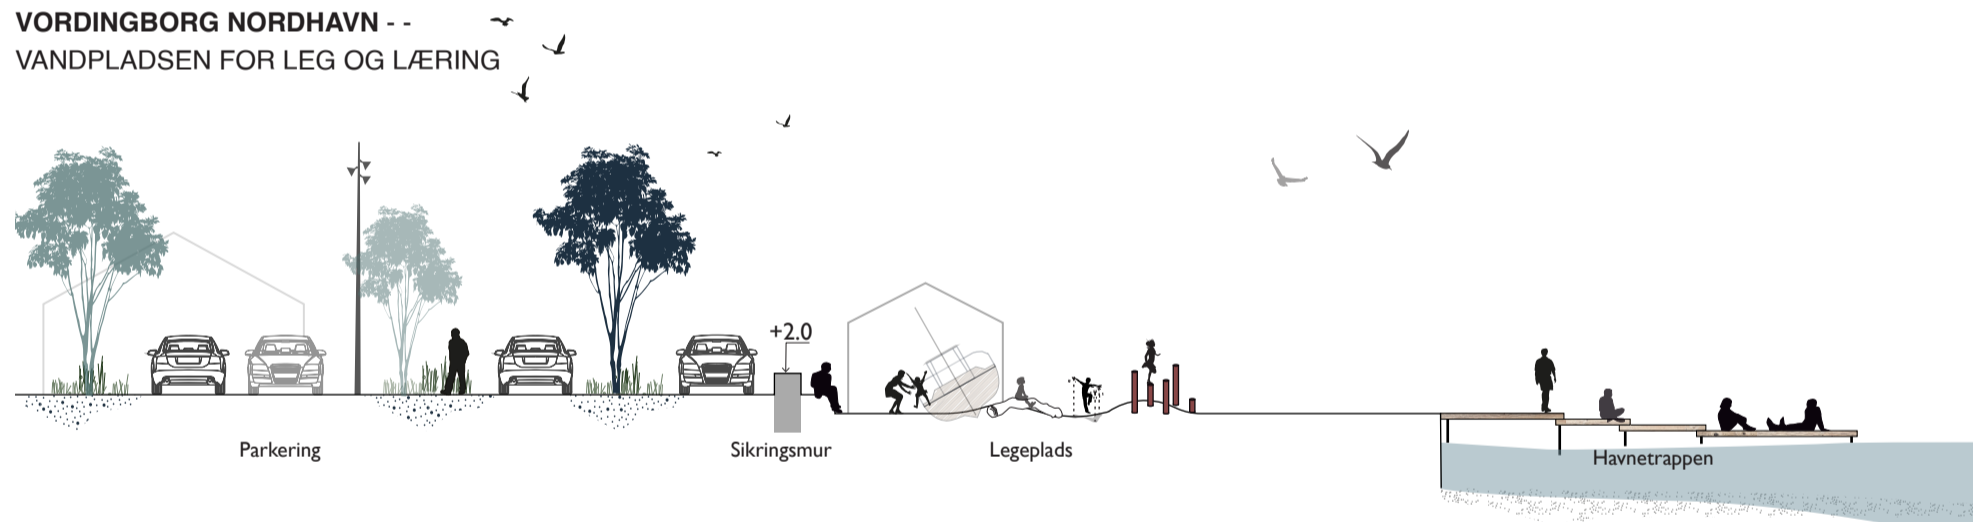 VORDINGBORG NORDHAVN - -
VANDPLADSEN FOR LEG OG LÆRING
+2.0
Parkering
Sikringsmur
Legeplads
Havnetrappen